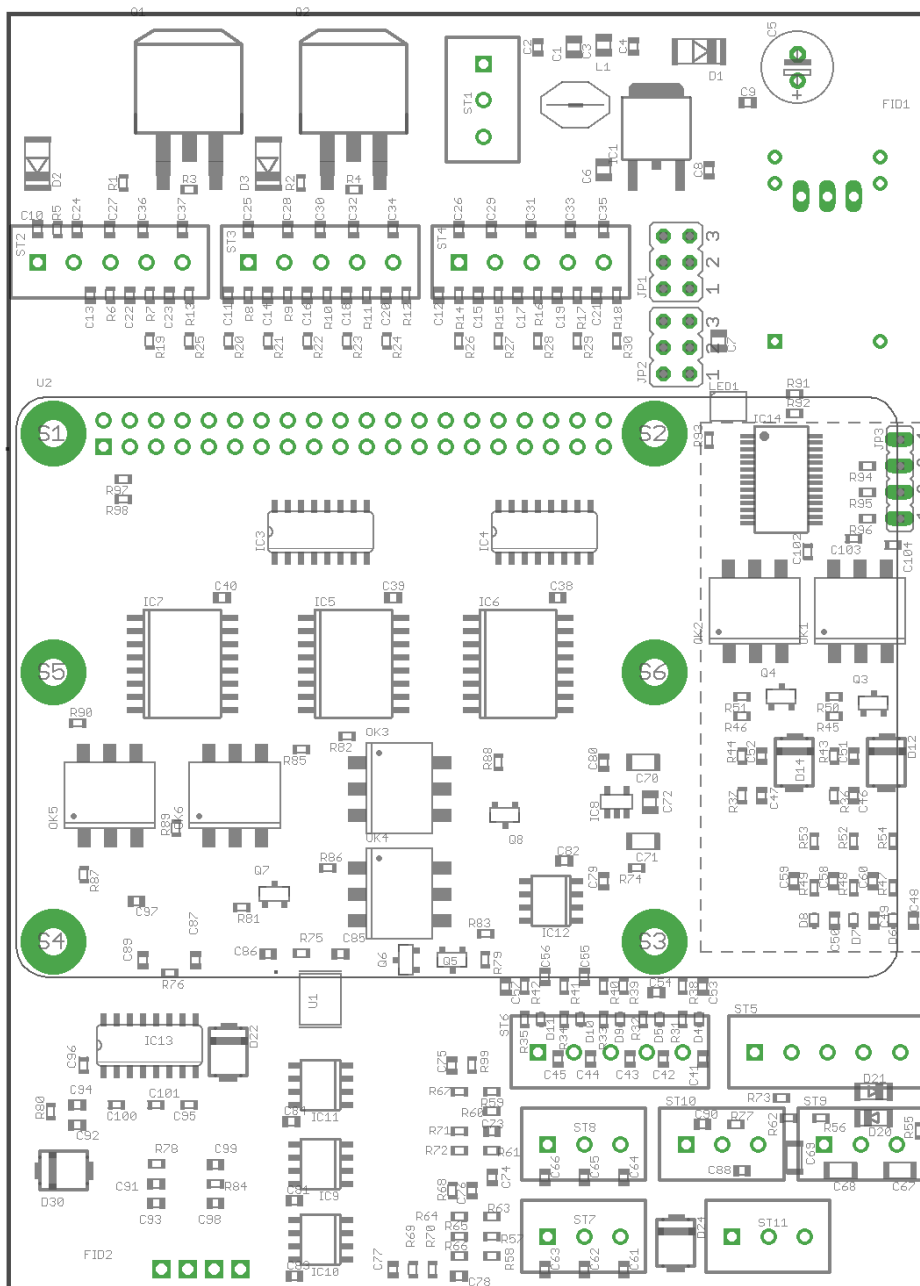 Q1 Q2
C5
C2 C1 C3 C4
D1
L1
ST1
C9
FID1
IC1
D2 R1 R3 D3 R2 R4 C6 C8
C10 R5 C24 C27 C36 C37 C25 C28 C30 C32 C34 C26 C29 C31 C33 C35
ST2 ST3 ST4
JP1 3
2
1
C13 R6 C22 R7 C23 R13 C11 R8 C14 R9 C16 R10 C18 R11 C20 R12 C12 R14 C15 R15 C17 R16 C19 R17 C21 R18
R19 R25 R20 R21 R22 R23 R24 R26 R27 R28 R29 R30
JP2 3
2 C7
1
U2
LED1 R91
R92
S1 S2 R93 IC14 JP3
R94
R97
R98 R95
R96
IC3 IC4
C102 C103 C104
C40 C39 C38
IC7 IC5 IC6
OK2 OK1
S5 S6
Q4 Q3
R51 R50
R46 R45
R90
R82
R85 OK3
R88 C80 C70
R44 C52 D14 R43 C51 D12
R37 C47 R36 C46
OK5 OK6 R89
IC8 C72
Q8
OK4
C71
R53 R52 R54
R87 Q7 R86
C82
C79 R74
C59 R49 C58 R48 C60 R47
C97 R81
IC12
D8 C50 D7 C49 D6 C48
S4 S3
C89 C87 R76
C86 R75 C85
Q6 Q5 R83 R79
C57 R42 C56 R41 C55 R40 R39 C54 R38 C53
U1
ST6 R35 D11 R34 D10 R33 D9 R32 D5 R31 D4
ST5
IC13 D22
C96
C45 C44 C43 C42 C41
C75 R99
R80 C94 C100 C101 C95
C92
IC11
C84
R67 R59
R60
R71 C73
R72 R61
R73 D21
ST8 ST10 C90 R77 R62 ST9 R56 D20 R55
D30 R78 C99
C91 R84
C93 C98
IC9
C81
R68 C78 C74
C66 C65 C64
C88 C69 C68 C67
R64 R63
R65
R57
R66
R58
ST7 D24 ST11
FID2
IC10
C83
C77 R69 R70 C78
C63 C62 C61